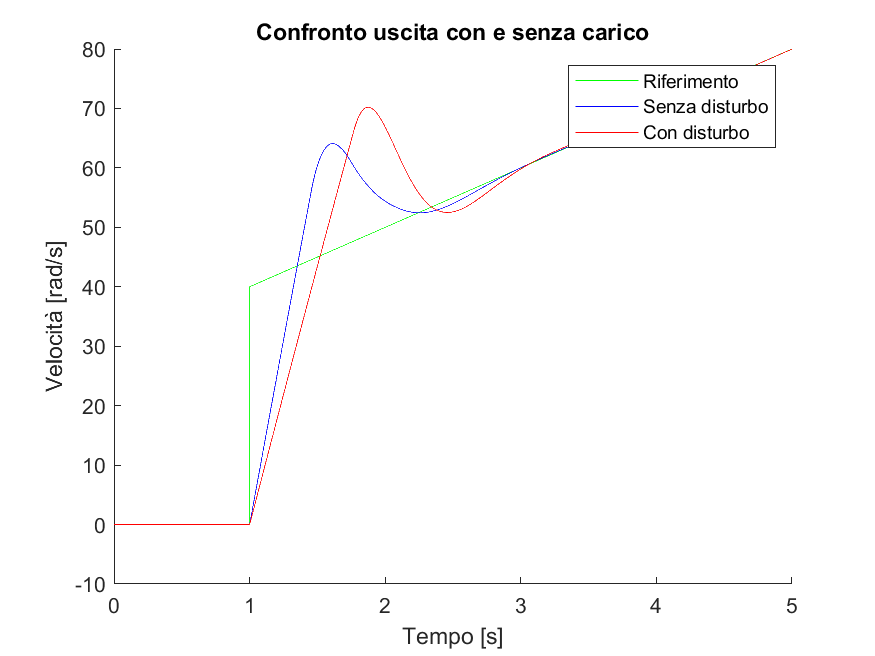 Confronto uscita con e senza carico
80
70
60
50
40
30
20
10
0
-10
Velocità [rad/s]
Riferimento
Senza disturbo
Con disturbo
0 1 2 3 4 5
Tempo [s]